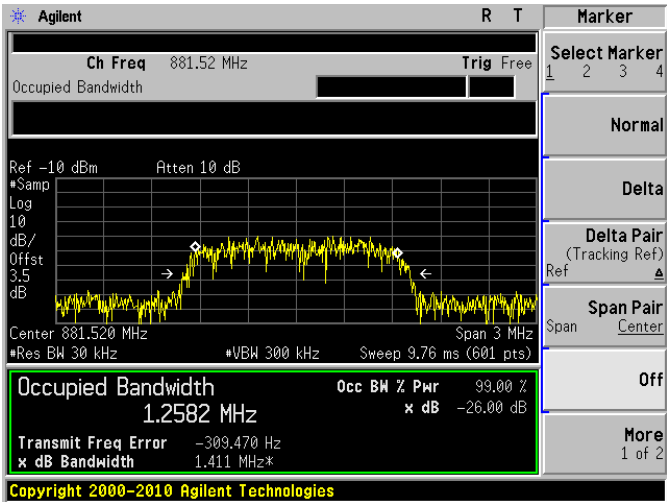 Agilent
R T
Marker
Ch Freq 881.52 MHz
Trig Free
Occupied Bandwidth
Select Marker
1 2 3 4
Normal
Delta
Delta Pair
(Tracking Ref)
Ref Δ
Span Pair
Span Center
Off
More
1 of 2
Ref -10 dBm Atten 10 dB
#Samp
Log
10
dB/
Offst
3.5
dB
Center 881.520 MHz Span 3 MHz
#Res BW 30 kHz #VBW 300 kHz Sweep 9.76 ms (601 pts)
Occupied Bandwidth Occ BW % Pwr 99.00 %
1.2582 MHz x dB -26.00 dB
Transmit Freq Error -309.470 Hz
x dB Bandwidth 1.411 MHz*
Copyright 2000-2010 Agilent Technologies